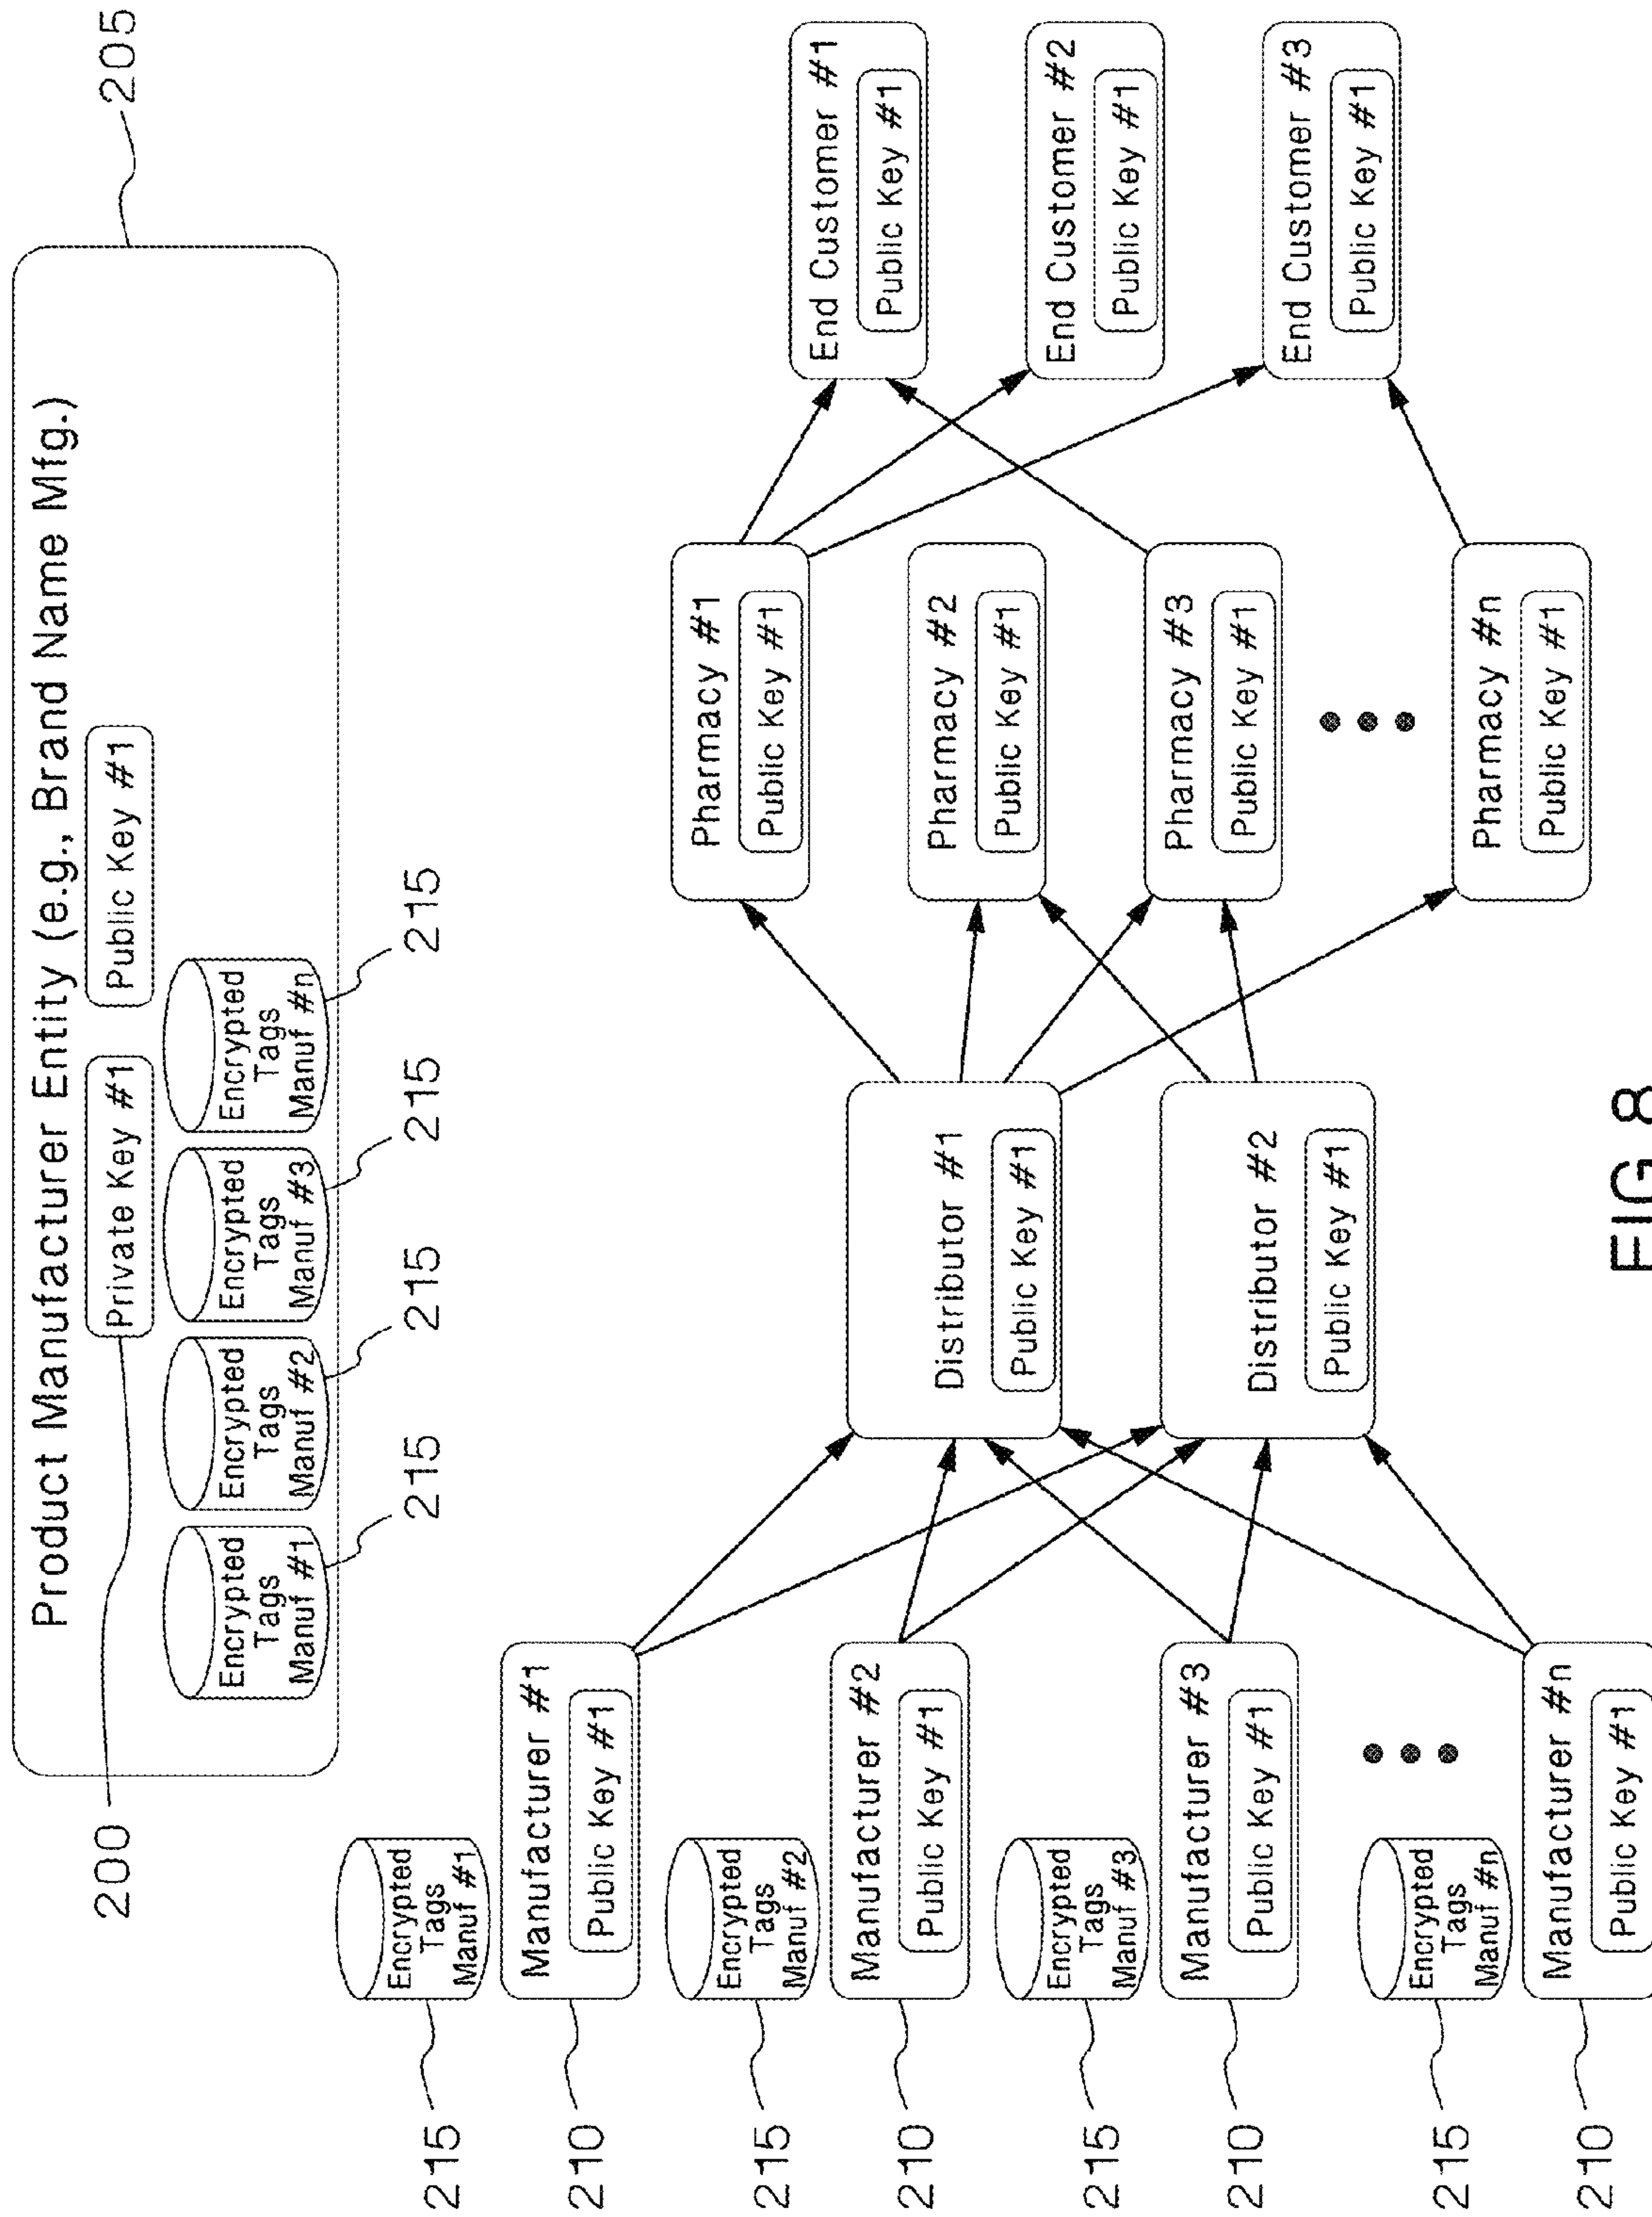 Product Manufacturer Entity (e.g., Brand Name Mfg.)
205
200
Private Key #1
Public Key #1
Encrypted
Tags
Manuf #1
Encrypted
Tags
Manuf #2
Encrypted
Tags
Manuf #3
Encrypted
Tags
Manuf #n
215
215
215
215
215
Encrypted
Tags
Manuf #1
210
Manufacturer #1
Public Key #1
215
Encrypted
Tags
Manuf #2
210
Manufacturer #2
Public Key #1
215
Encrypted
Tags
Manuf #3
210
Manufacturer #3
Public Key #1
215
Encrypted
Tags
Manuf #n
210
Manufacturer #n
Public Key #1
Distributor #1
Public Key #1
Distributor #2
Public Key #1
Pharmacy #1
Public Key #1
Pharmacy #2
Public Key #1
Pharmacy #3
Public Key #1
Pharmacy #n
Public Key #1
End Customer #1
Public Key #1
End Customer #2
Public Key #1
End Customer #3
Public Key #1
FIG 8